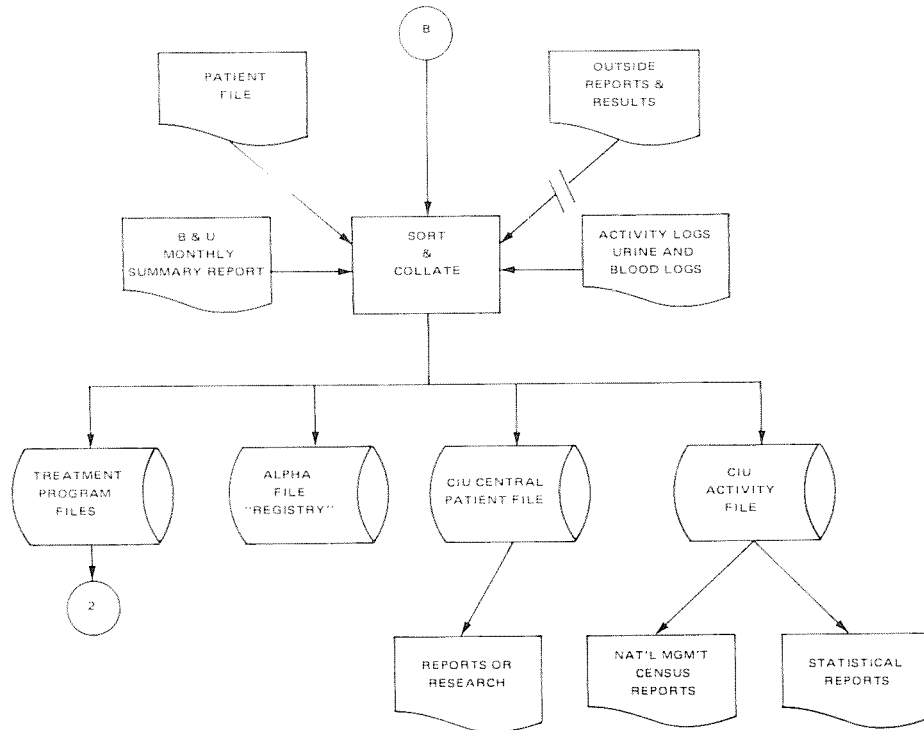 B
PATIENT
FILE
OUTSIDE
REPORTS &
RESULTS
B & U
MONTHLY
SUMMARY REPORT
SORT
&
COLLATE
ACTIVITY LOGS
URINE AND
BLOOD LOGS
TREATMENT
PROGRAM
FILES
ALPHA
FILE
"REGISTRY"
CIU CENTRAL
PATIENT FILE
CIU
ACTIVITY
FILE
2
REPORTS OR
RESEARCH
NAT'L MGM'T
CENSUS
REPORTS
STATISTICAL
REPORTS